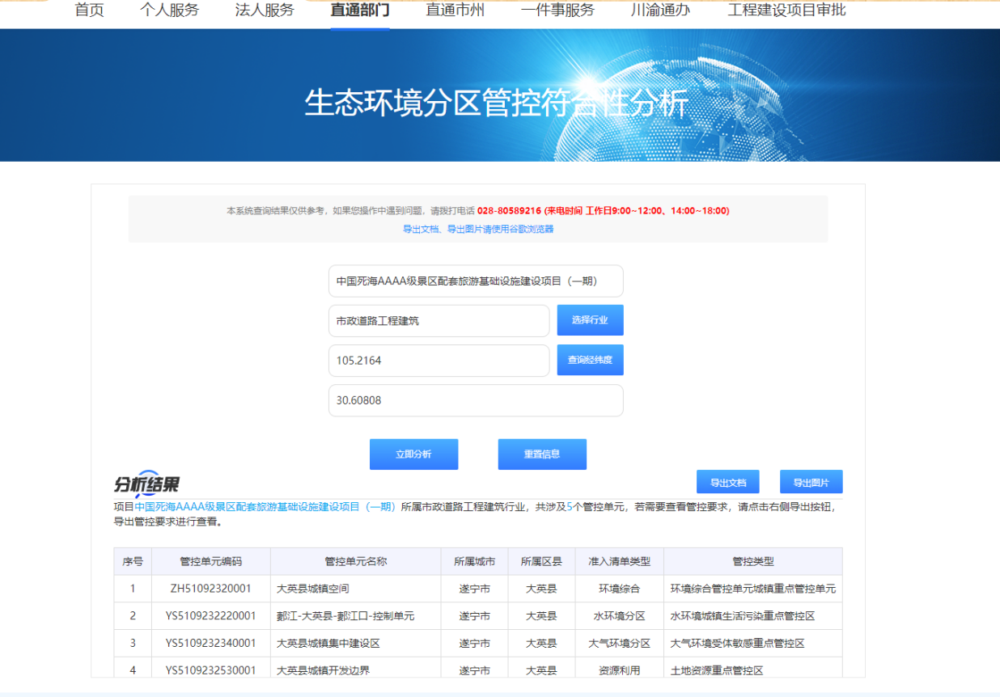 首页 个人服务 法人服务 直通部门 直通市州 一件事服务 川渝通办 工程建设项目审批
生态环境分区管控符合性分析
本系统查询结果仅供参考，如果您操作中遇到问题，请拨打电话 028-80589216 (来电时间 工作日9:00~12:00、14:00~18:00)
导出文档、导出图片请使用谷歌浏览器
中国死海AAAA级景区配套旅游基础设施建设项目（一期）
市政道路工程建筑 选择行业
105.2164 查询经纬度
30.60808
立即分析 重置信息
分析结果 导出文档 导出图片
项目中国死海AAAA级景区配套旅游基础设施建设项目（一期）所属市政道路工程建筑行业，共涉及5个管控单元，若需要查看管控要求，请点击右侧导出按钮，
导出管控要求进行查看。
序号 管控单元编码 管控单元名称 所属城市 所属区县 准入清单类型 管控类型
1 ZH51092320001 大英县城镇空间 遂宁市 大英县 环境综合 环境综合管控单元城镇重点管控单元
2 YS5109232220001 郪江-大英县-郪江口-控制单元 遂宁市 大英县 水环境分区 水环境城镇生活污染重点管控区
3 YS5109232340001 大英县城镇集中建设区 遂宁市 大英县 大气环境分区 大气环境受体敏感重点管控区
4 YS5109232530001 大英县城镇开发边界 遂宁市 大英县 资源利用 土地资源重点管控区